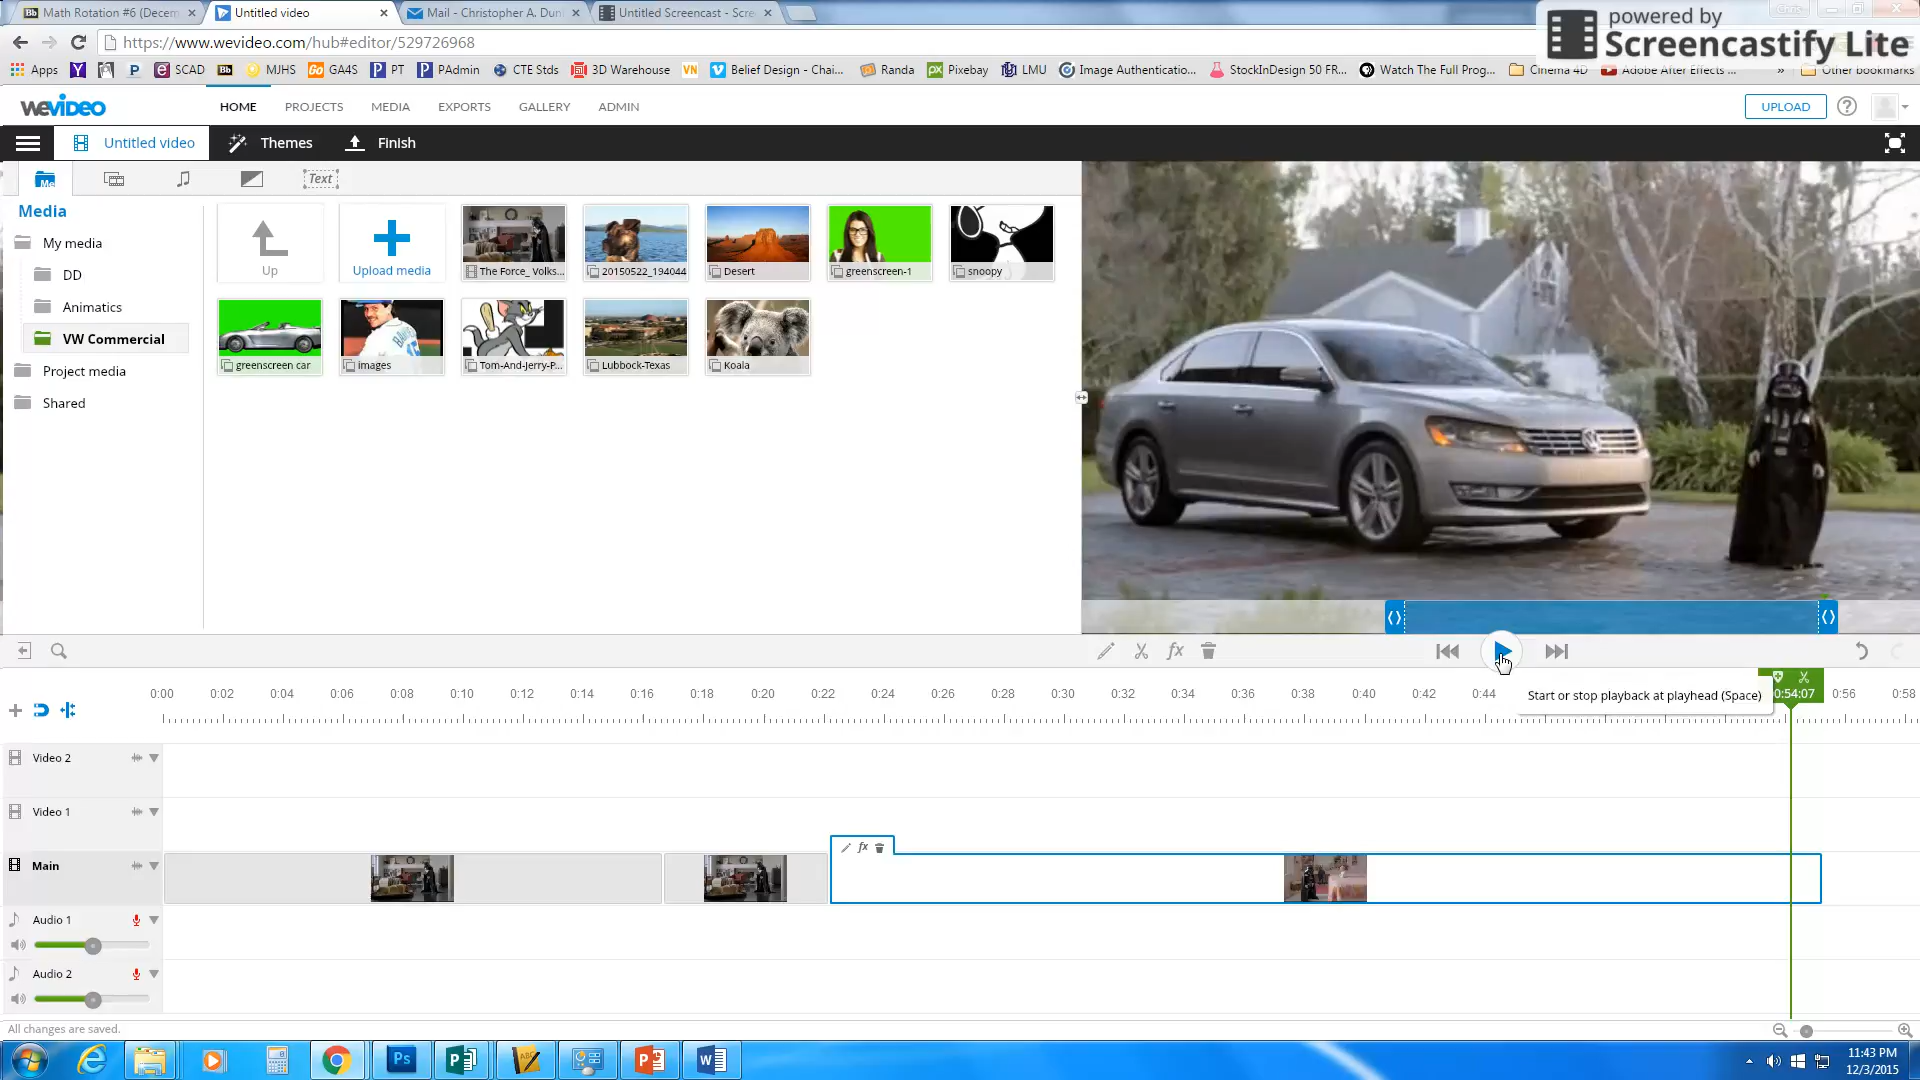 Math Rotation #6 (Decem
Untitled video
Mail - Christopher A. Dun
Untitled Screencast - Scre
powered by
Screencastify Lite
https://www.wevideo.com/hub#editor/529726968
Apps
SCAD
Bb
MJHS
GA4S
PT
PAdmin
CTE Stds
3D Warehouse
VN
Belief Design - Chai...
Randa
Pixebay
LMU
Image Authenticatio...
StockInDesign 50 FR...
Watch The Full Prog...
Cinema 4D
Adobe After Effects ...
»
Other bookmarks
wevideo
HOME
PROJECTS
MEDIA
EXPORTS
GALLERY
ADMIN
UPLOAD
Untitled video
Themes
Finish
Text
Media
My media
DD
Animatics
VW Commercial
Project media
Shared
Up
Upload media
The Force_ Volks...
20150522_194044
Desert
greenscreen-1
snoopy
greenscreen car
images
Tom-And-Jerry-P...
Lubbock-Texas
Koala
fx
0:00 0:02 0:04 0:06 0:08 0:10 0:12 0:14 0:16 0:18 0:20 0:22 0:24 0:26 0:28 0:30 0:32 0:34 0:36 0:38 0:40 0:42 0:44
Start or stop playback at playhead (Space)
0:54:07
0:56 0:58
Video 2
Video 1
fx
Main
Audio 1
Audio 2
All changes are saved.
Ps
11:43 PM
12/3/2015